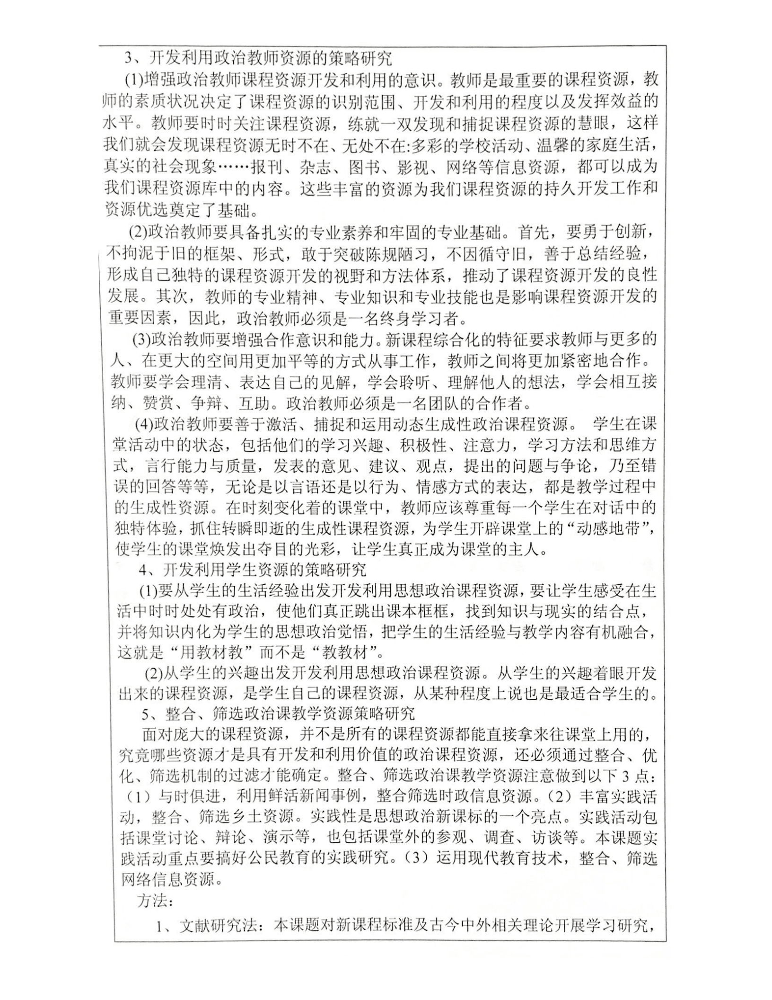 3、开发利用政治教师资源的策略研究
(1)增强政治教师课程资源开发和利用的意识。教师是最重要的课程资源，教
师的素质状况决定了课程资源的识别范围、开发和利用的程度以及发挥效益的
水平。教师要时时关注课程资源，练就一双发现和捕捉课程资源的慧眼，这样
我们就会发现课程资源无时不在、无处不在:多彩的学校活动、温馨的家庭生活，
真实的社会现象……报刊、杂志、图书、影视、网络等信息资源，都可以成为
我们课程资源库中的内容。这些丰富的资源为我们课程资源的持久开发工作和
资源优选奠定了基础。
(2)政治教师要具备扎实的专业素养和牢固的专业基础。首先，要勇于创新，
不拘泥于旧的框架、形式，敢于突破陈规陋习，不因循守旧，善于总结经验，
形成自己独特的课程资源开发的视野和方法体系，推动了课程资源开发的良性
发展。其次，教师的专业精神、专业知识和专业技能也是影响课程资源开发的
重要因素，因此，政治教师必须是一名终身学习者。
(3)政治教师要增强合作意识和能力。新课程综合化的特征要求教师与更多的
人、在更大的空间用更加平等的方式从事工作，教师之间将更加紧密地合作。
教师要学会理清、表达自己的见解，学会聆听、理解他人的想法，学会相互接
纳、赞赏、争辩、互助。政治教师必须是一名团队的合作者。
(4)政治教师要善于激活、捕捉和运用动态生成性政治课程资源。 学生在课
堂活动中的状态，包括他们的学习兴趣、积极性、注意力，学习方法和思维方
式，言行能力与质量，发表的意见、建议、观点，提出的问题与争论，乃至错
误的回答等等，无论是以言语还是以行为、情感方式的表达，都是教学过程中
的生成性资源。在时刻变化着的课堂中，教师应该尊重每一个学生在对话中的
独特体验，抓住转瞬即逝的生成性课程资源，为学生开辟课堂上的“动感地带”，
使学生的课堂焕发出夺目的光彩，让学生真正成为课堂的主人。
4、开发利用学生资源的策略研究
(1)要从学生的生活经验出发开发利用思想政治课程资源，要让学生感受在生
活中时时处处有政治，使他们真正跳出课本框框，找到知识与现实的结合点，
并将知识内化为学生的思想政治觉悟，把学生的生活经验与教学内容有机融合，
这就是“用教材教”而不是“教教材”。
(2)从学生的兴趣出发开发利用思想政治课程资源。从学生的兴趣着眼开发
出来的课程资源，是学生自己的课程资源，从某种程度上说也是最适合学生的。
5、整合、筛选政治课教学资源策略研究
面对庞大的课程资源，并不是所有的课程资源都能直接拿来往课堂上用的，
究竟哪些资源才是具有开发和利用价值的政治课程资源，还必须通过整合、优
化、筛选机制的过滤才能确定。整合、筛选政治课教学资源注意做到以下 3 点：
（1）与时俱进，利用鲜活新闻事例，整合筛选时政信息资源。（2）丰富实践活
动，整合、筛选乡土资源。实践性是思想政治新课标的一个亮点。实践活动包
括课堂讨论、辩论、演示等，也包括课堂外的参观、调查、访谈等。本课题实
践活动重点要搞好公民教育的实践研究。（3）运用现代教育技术，整合、筛选
网络信息资源。
方法：
1、文献研究法：本课题对新课程标准及古今中外相关理论开展学习研究，